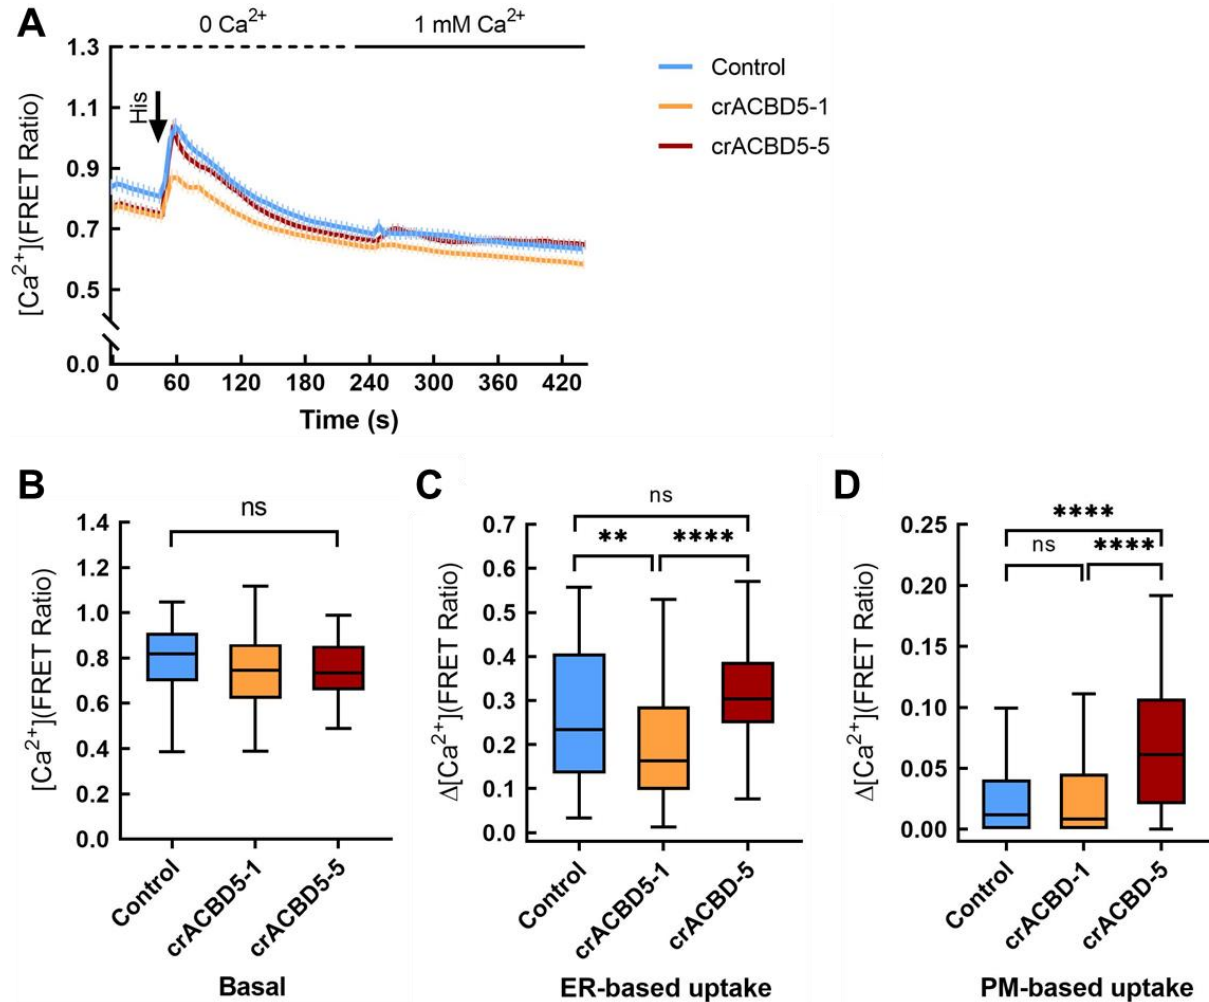 A
0 Ca²⁺ 1 mM Ca²⁺
1.3
1.1
0.9
0.7
0.5
0.0
[Ca²⁺](FRET Ratio)
His
0 60 120 180 240 300 360 420
Time (s)
Control
crACBD5-1
crACBD5-5
B
ns
1.4
1.2
1.0
0.8
0.6
0.4
0.2
0.0
[Ca²⁺](FRET Ratio)
Control crACBD5-1 crACBD5-5
Basal
C
ns
** ****
0.7
0.6
0.5
0.4
0.3
0.2
0.1
0.0
Δ[Ca²⁺](FRET Ratio)
Control crACBD5-1 crACBD-5
ER-based uptake
D
****
ns ****
0.25
0.20
0.15
0.10
0.05
0.00
Δ[Ca²⁺](FRET Ratio)
Control crACBD-1 crACBD-5
PM-based uptake